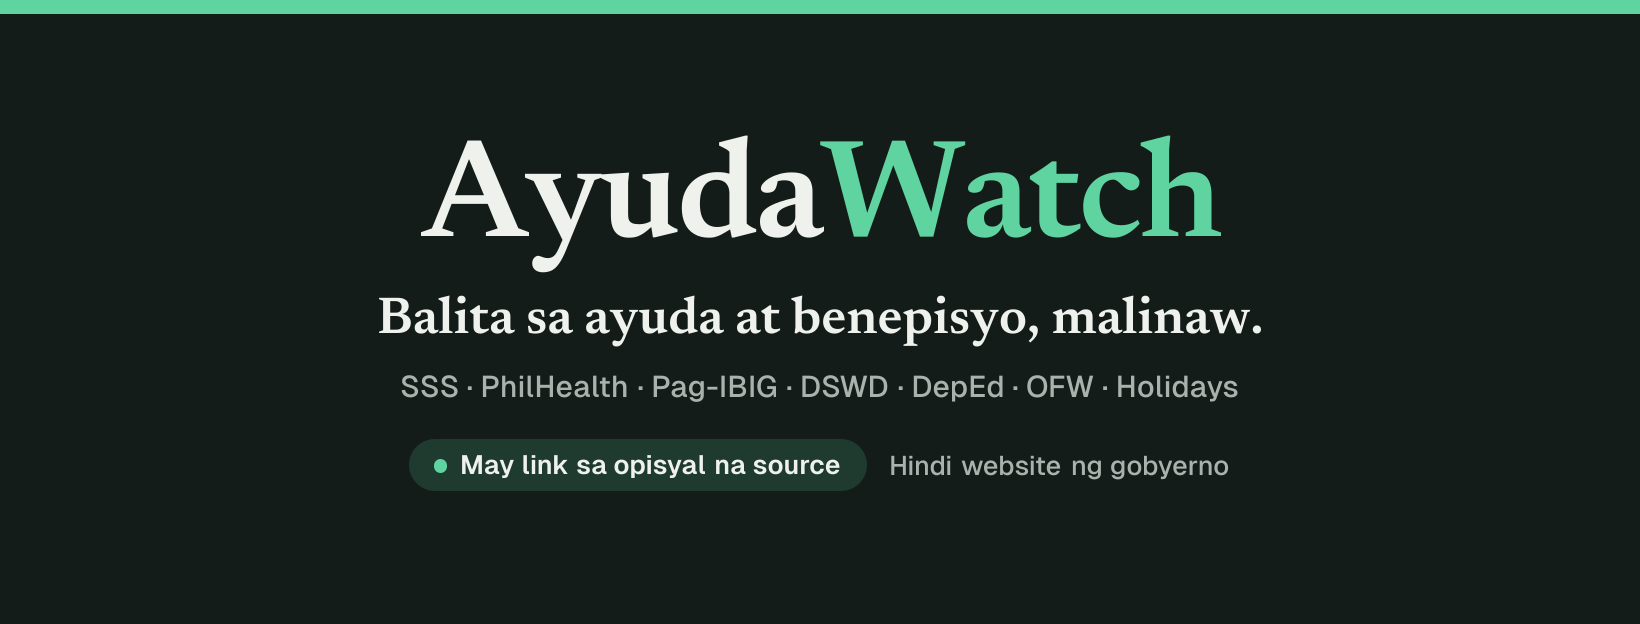 AyudaWatch
Balita sa ayuda at benepisyo, malinaw.
SSS · PhilHealth · Pag-IBIG · DSWD · DepEd · OFW · Holidays
May link sa opisyal na source Hindi website ng gobyerno